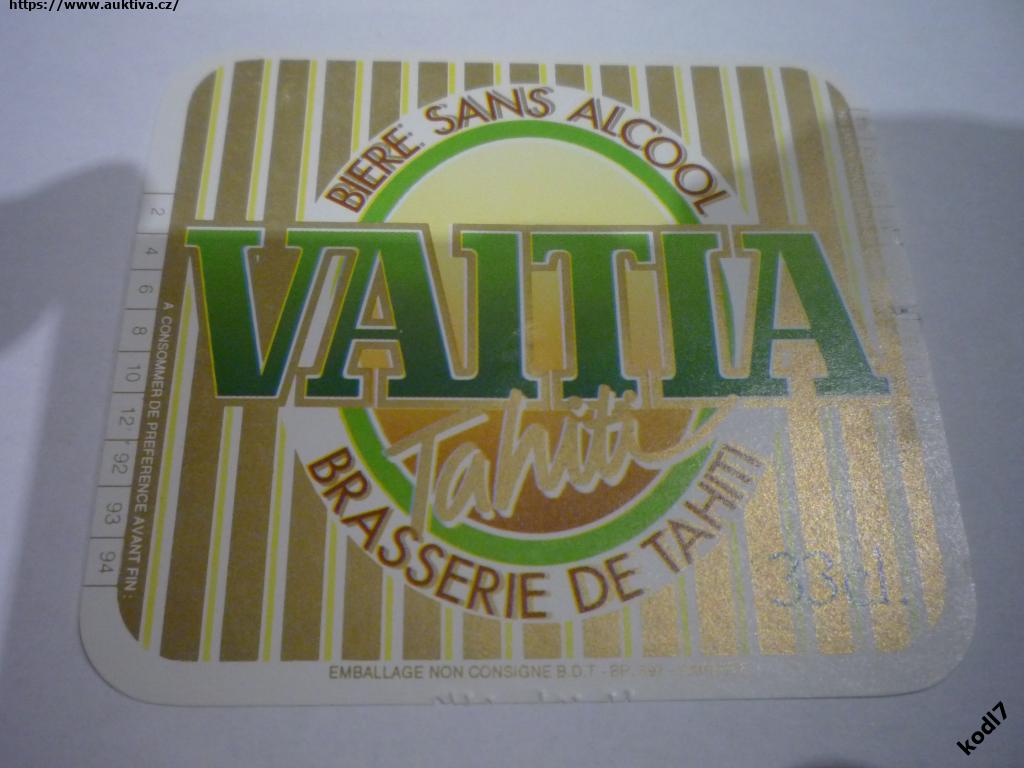 https://www.auktiva.cz/
BIERE SANS ALCOOL
VAITIA
Tahiti
BRASSERIE DE TAHITI
33cl.
2
4
6
8
10
12
92
93
94
A CONSOMMER DE PREFERENCE AVANT FIN :
EMBALLAGE NON CONSIGNE B.D.T - BP.
kodl7